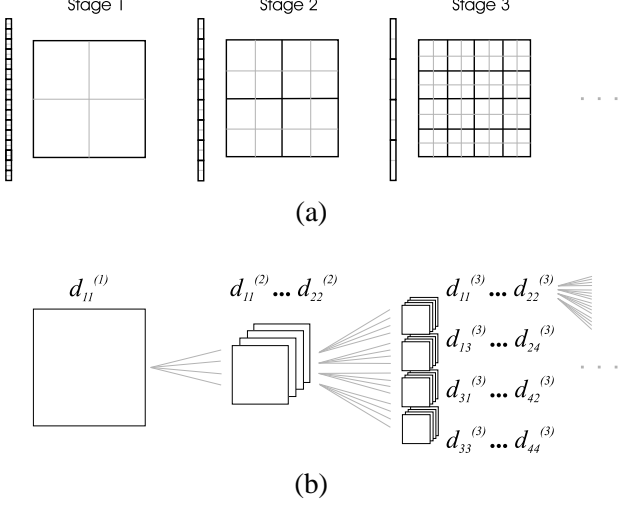 Stage 1 Stage 2 Stage 3
. . .
(a)
d11(1) d11(2) ... d22(2) d11(3) ... d22(3)
d13(3) ... d24(3)
. . .
d31(3) ... d42(3)
d33(3) ... d44(3)
(b)